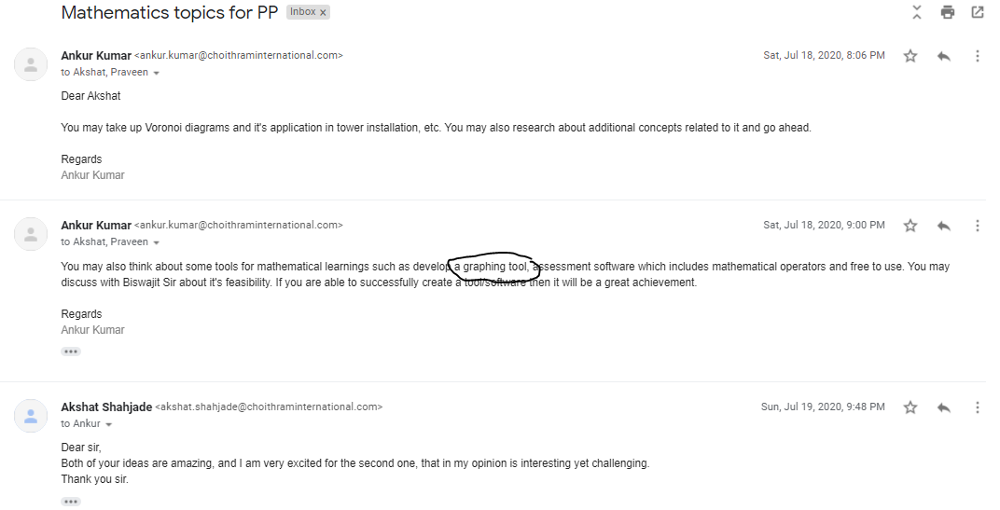 Mathematics topics for PP Inbox x
Ankur Kumar <ankur.kumar@choithraminternational.com> Sat, Jul 18, 2020, 8:06 PM
to Akshat, Praveen
Dear Akshat
You may take up Voronoi diagrams and it's application in tower installation, etc. You may also research about additional concepts related to it and go ahead.
Regards
Ankur Kumar
Ankur Kumar <ankur.kumar@choithraminternational.com> Sat, Jul 18, 2020, 9:00 PM
to Akshat, Praveen
You may also think about some tools for mathematical learnings such as develop a graphing tool, assessment software which includes mathematical operators and free to use. You may
discuss with Biswajit Sir about it's feasibility. If you are able to successfully create a tool/software then it will be a great achievement.
Regards
Ankur Kumar
Akshat Shahjade <akshat.shahjade@choithraminternational.com> Sun, Jul 19, 2020, 9:48 PM
to Ankur
Dear sir,
Both of your ideas are amazing, and I am very excited for the second one, that in my opinion is interesting yet challenging.
Thank you sir.